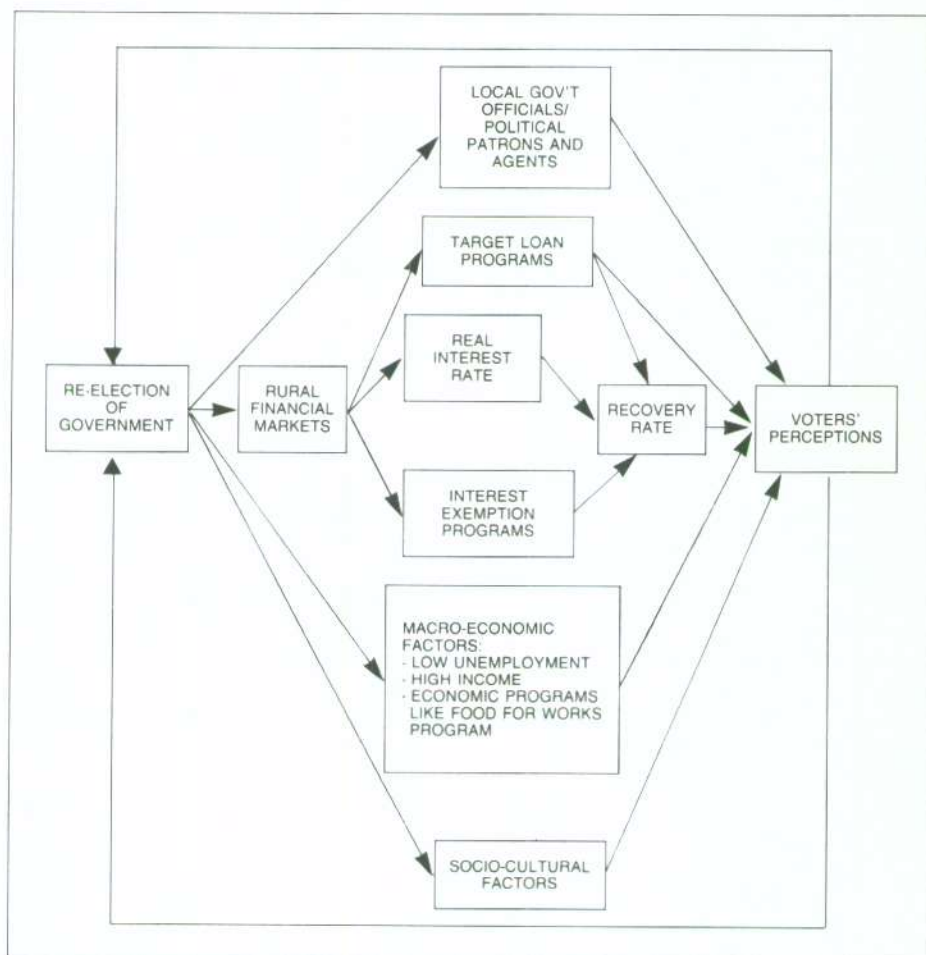 LOCAL GOV'T
OFFICIALS/
POLITICAL
PATRONS AND
AGENTS
TARGET LOAN
PROGRAMS
REAL
INTEREST
RATE
RE-ELECTION
OF
GOVERNMENT
RURAL
FINANCIAL
MARKETS
RECOVERY
RATE
VOTERS'
PERCEPTIONS
INTEREST
EXEMPTION
PROGRAMS
MACRO-ECONOMIC
FACTORS:
- LOW UNEMPLOYMENT
- HIGH INCOME
- ECONOMIC PROGRAMS
LIKE FOOD FOR WORKS
PROGRAM
SOCIO-CULTURAL
FACTORS